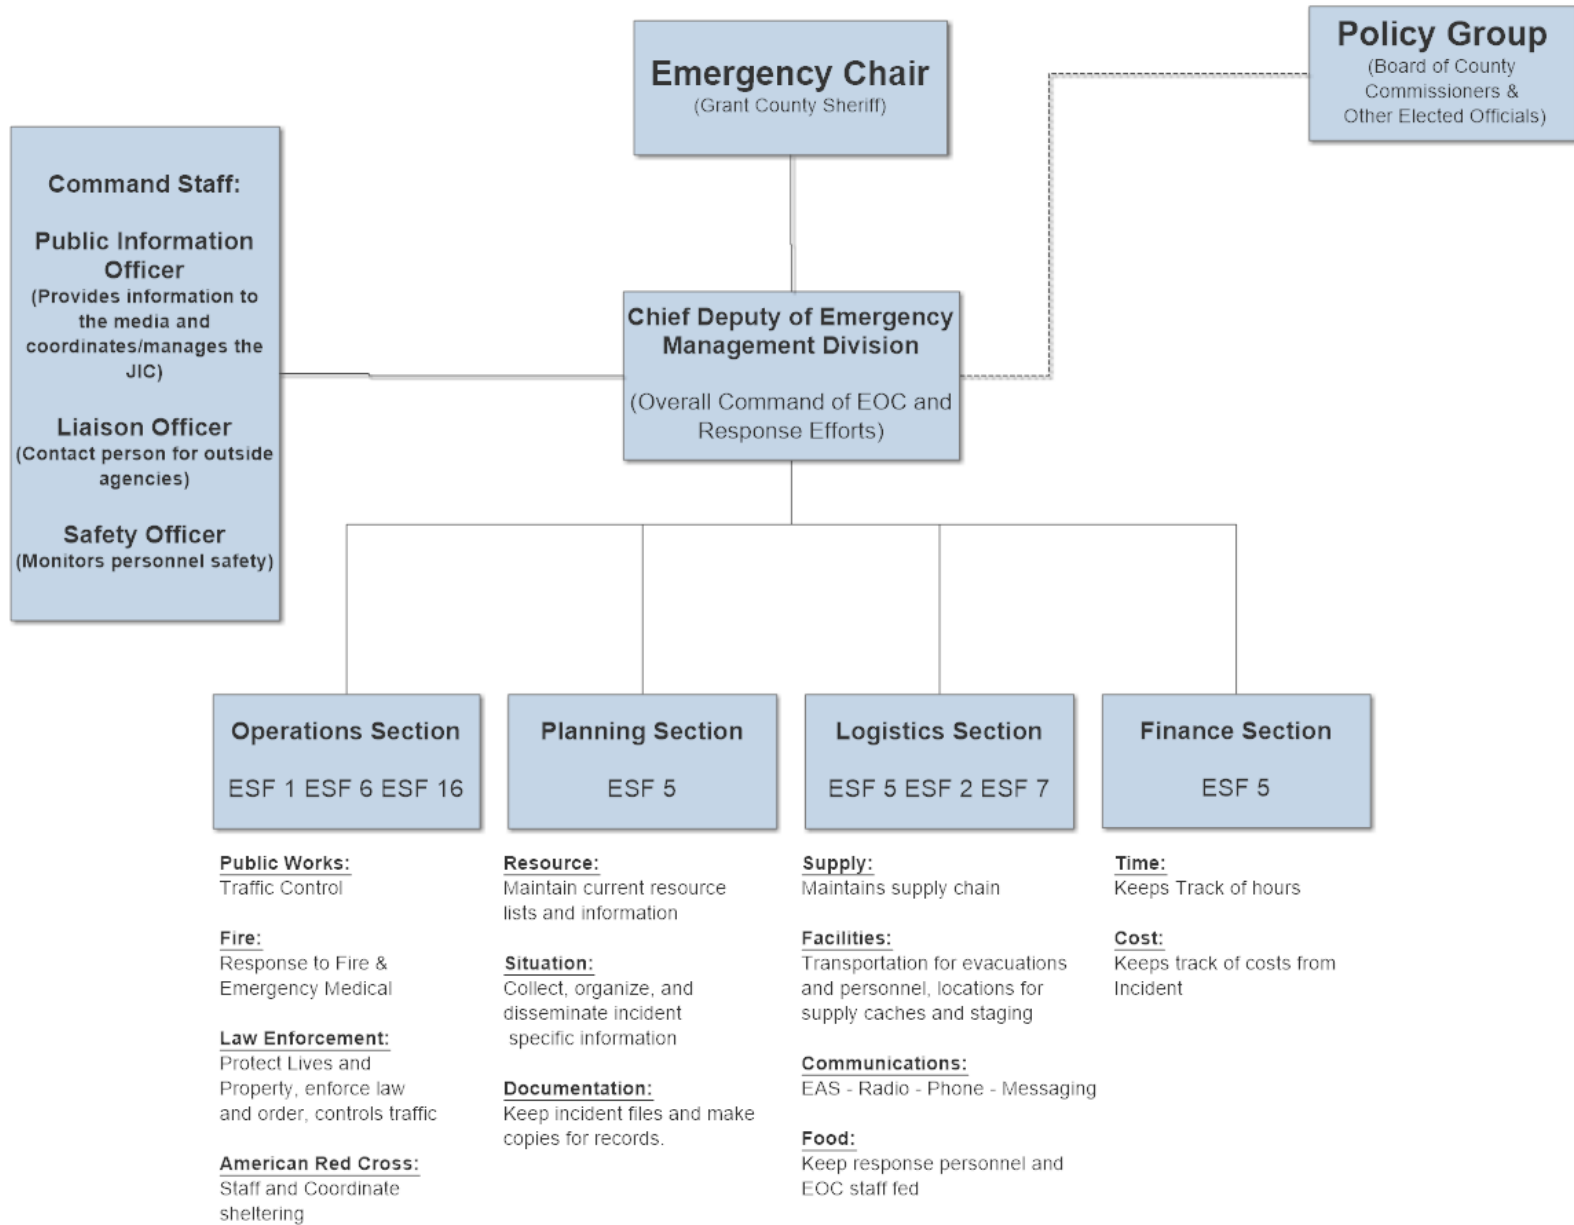 Emergency Chair
(Grant County Sheriff)
Policy Group
(Board of County
Commissioners &
Other Elected Officials)
Command Staff:
Public Information
Officer
(Provides information to
the media and
coordinates/manages the
JIC)
Liaison Officer
(Contact person for outside
agencies)
Safety Officer
(Monitors personnel safety)
Chief Deputy of Emergency
Management Division
(Overall Command of EOC and
Response Efforts)
Operations Section
ESF 1 ESF 6 ESF 16
Public Works:
Traffic Control
Fire:
Response to Fire &
Emergency Medical
Law Enforcement:
Protect Lives and
Property, enforce law
and order, controls traffic
American Red Cross:
Staff and Coordinate
sheltering
Planning Section
ESF 5
Resource:
Maintain current resource
lists and information
Situation:
Collect, organize, and
disseminate incident
specific information
Documentation:
Keep incident files and make
copies for records.
Logistics Section
ESF 5 ESF 2 ESF 7
Supply:
Maintains supply chain
Facilities:
Transportation for evacuations
and personnel, locations for
supply caches and staging
Communications:
EAS - Radio - Phone - Messaging
Food:
Keep response personnel and
EOC staff fed
Finance Section
ESF 5
Time:
Keeps Track of hours
Cost:
Keeps track of costs from
Incident